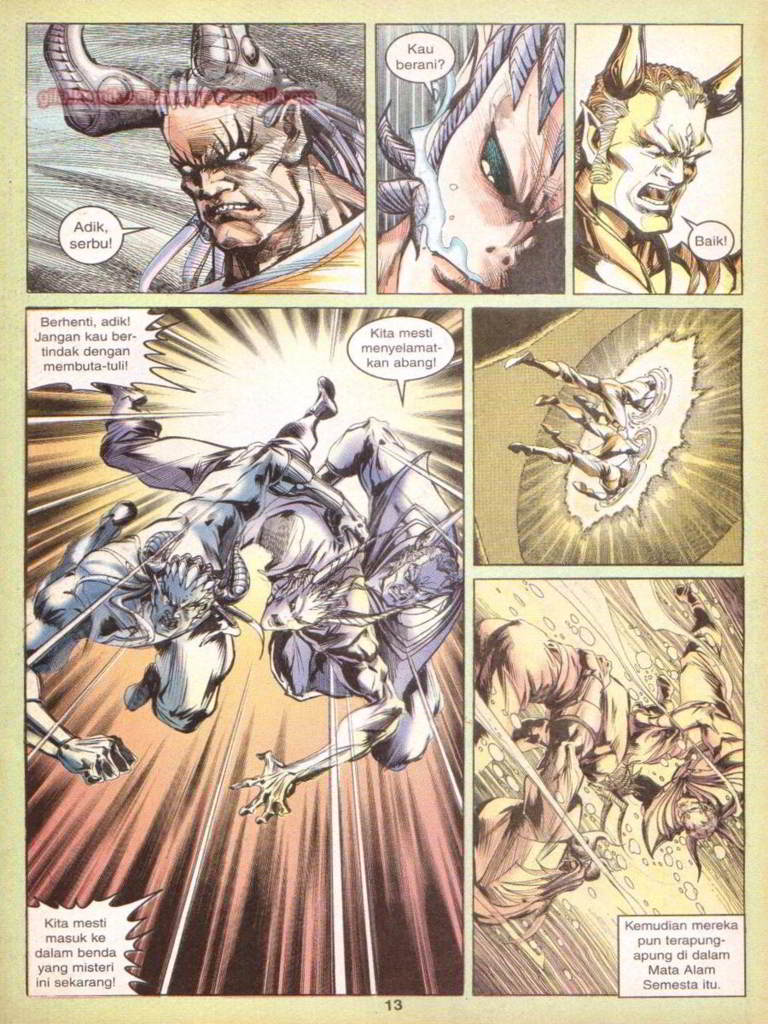 Adik,
serbu!
Kau
berani?
Baik!
Berhenti, adik!
Jangan kau ber-
tindak dengan
membuta-tuli!
Kita mesti
menyelamat-
kan abang!
Kita mesti
masuk ke
dalam benda
yang misteri
ini sekarang!
Kemudian mereka
pun terapung-
apung di dalam
Mata Alam
Semesta itu.
13